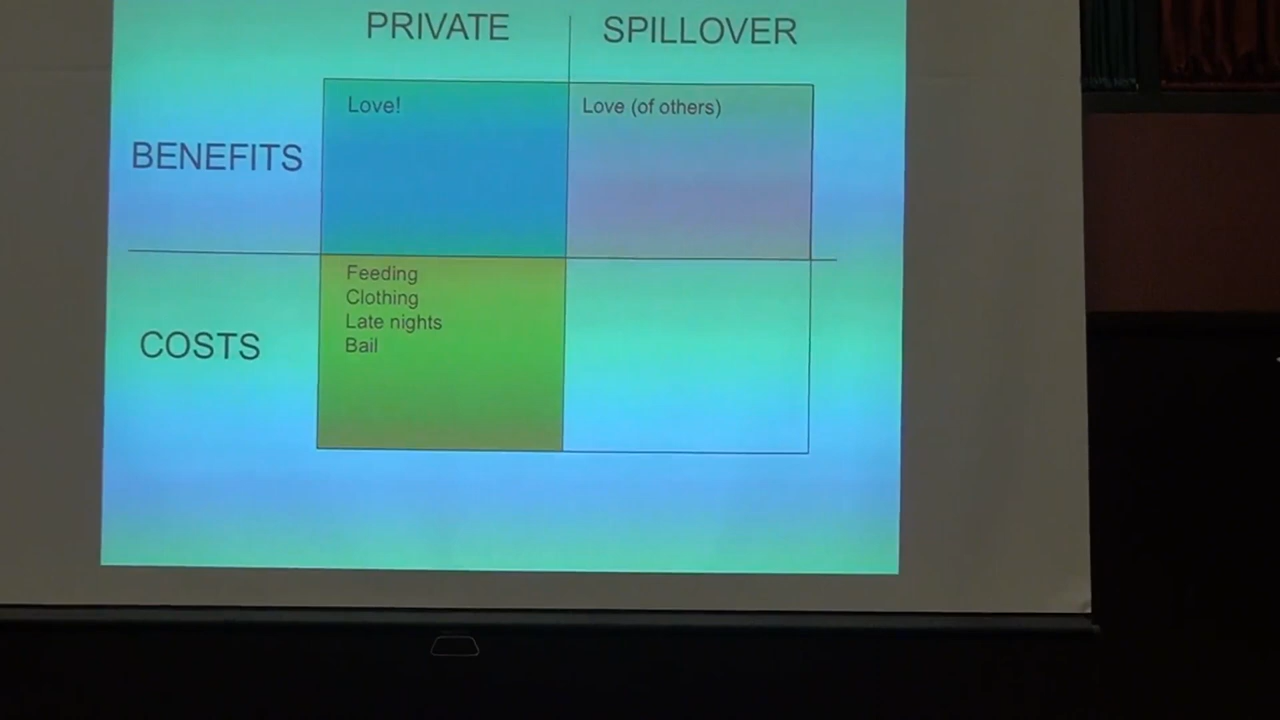 PRIVATE
SPILLOVER
BENEFITS
Love!
Love (of others)
COSTS
Feeding
Clothing
Late nights
Bail